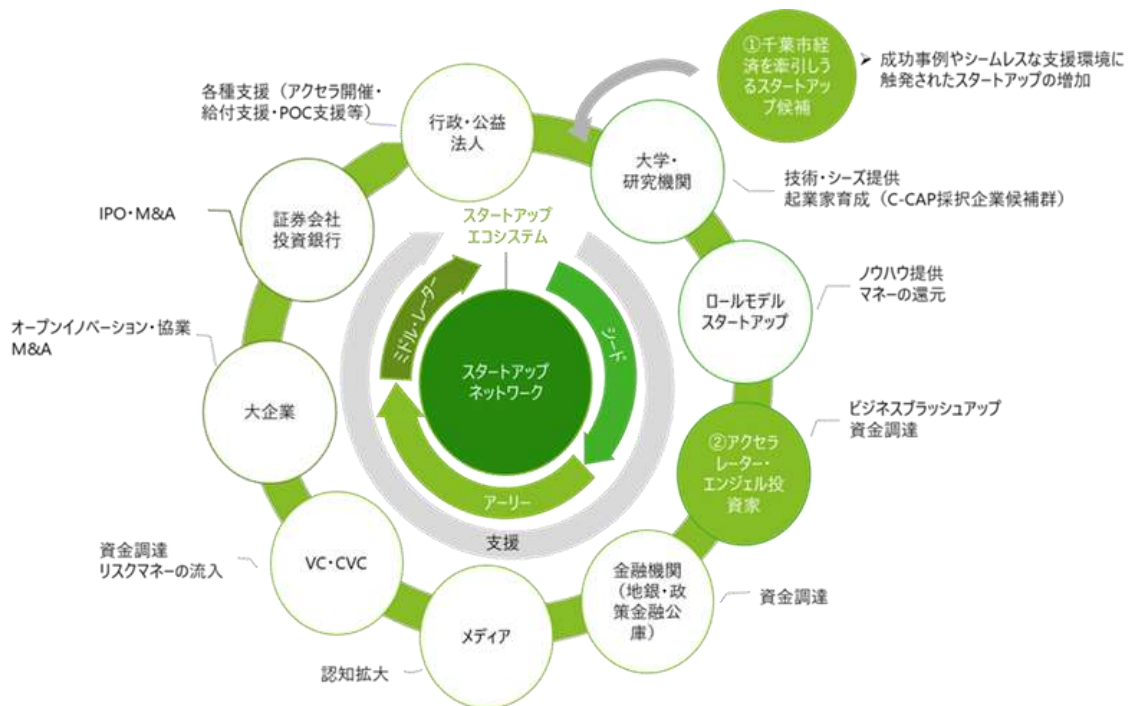 ①千葉市経
済を牽引しう
るスタートアッ
プ候補
➢ 成功事例やシームレスな支援環境に
触発されたスタートアップの増加
各種支援（アクセラ開催・
給付支援・POC支援等）
行政・公益
法人
大学・
研究機関
技術・シーズ提供
起業家育成（C-CAP採択企業候補群）
IPO・M&A
証券会社
投資銀行
スタートアップ
エコシステム
ロールモデル
スタートアップ
ノウハウ提供
マネーの還元
ミドル・レーター
シード
スタートアップ
ネットワーク
アーリー
支援
オープンイノベーション・協業
M&A
大企業
②アクセラ
レーター・
エンジェル投
資家
ビジネスブラッシュアップ
資金調達
資金調達
リスクマネーの流入
VC・CVC
金融機関
（地銀・政
策金融公
庫）
資金調達
メディア
認知拡大